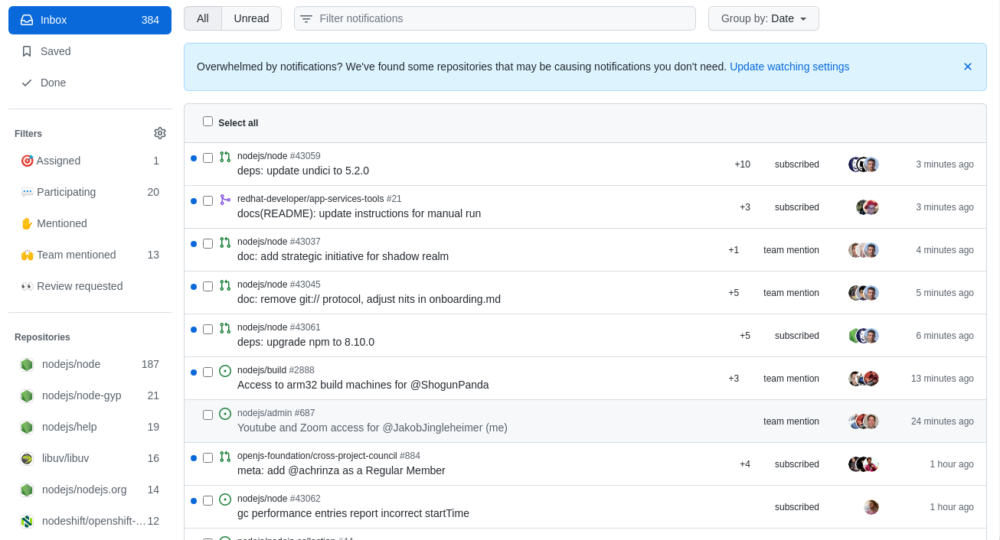 Inbox 384
Saved
Done
Filters
Assigned 1
Participating 20
Mentioned
Team mentioned 13
Review requested
Repositories
nodejs/node 187
nodejs/node-gyp 21
nodejs/help 19
libuv/libuv 16
nodejs/nodejs.org 14
nodeshift/openshift-… 12
All Unread Filter notifications Group by: Date
Overwhelmed by notifications? We've found some repositories that may be causing notifications you don't need. Update watching settings
Select all
nodejs/node #43059
deps: update undici to 5.2.0
+10 subscribed 3 minutes ago
redhat-developer/app-services-tools #21
docs(README): update instructions for manual run
+3 subscribed 3 minutes ago
nodejs/node #43037
doc: add strategic initiative for shadow realm
+1 team mention 4 minutes ago
nodejs/node #43045
doc: remove git:// protocol, adjust nits in onboarding.md
+5 team mention 5 minutes ago
nodejs/node #43061
deps: upgrade npm to 8.10.0
+5 subscribed 6 minutes ago
nodejs/build #2888
Access to arm32 build machines for @ShogunPanda
+3 team mention 13 minutes ago
nodejs/admin #687
Youtube and Zoom access for @JakobJingleheimer (me)
team mention 24 minutes ago
openjs-foundation/cross-project-council #884
meta: add @achrinza as a Regular Member
+4 subscribed 1 hour ago
nodejs/node #43062
gc performance entries report incorrect startTime
subscribed 1 hour ago